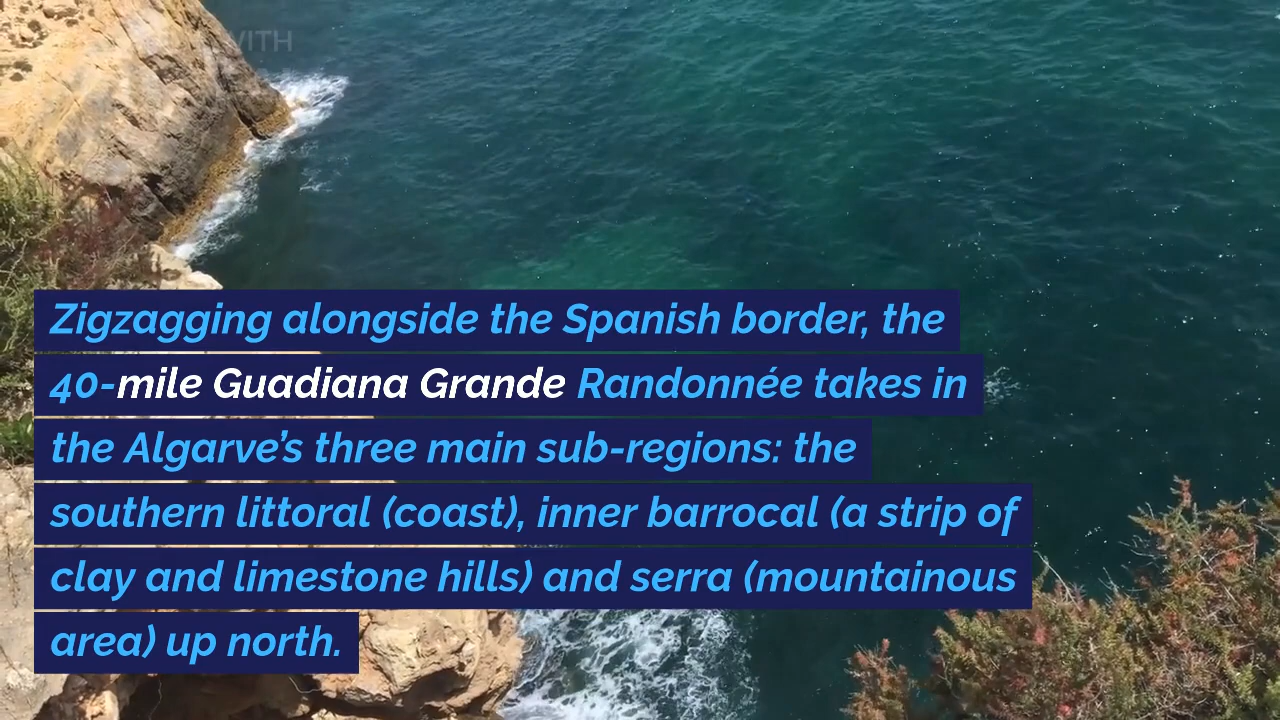 WITH
Zigzagging alongside the Spanish border, the
40-mile Guadiana Grande Randonnée takes in
the Algarve’s three main sub-regions: the
southern littoral (coast), inner barrocal (a strip of
clay and limestone hills) and serra (mountainous
area) up north.